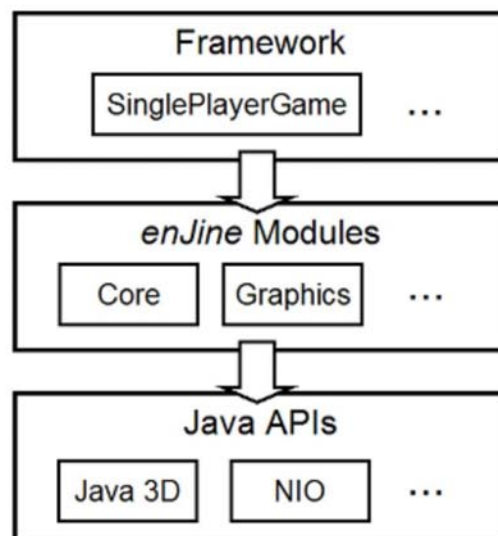 Framework
SinglePlayerGame ...
enJine Modules
Core Graphics ...
Java APIs
Java 3D NIO ...